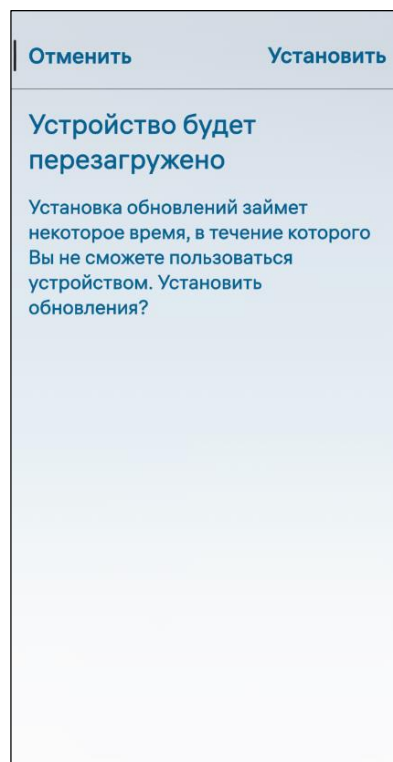 Отменить Установить
Устройство будет
перезагружено
Установка обновлений займет
некоторое время, в течение которого
Вы не сможете пользоваться
устройством. Установить
обновления?